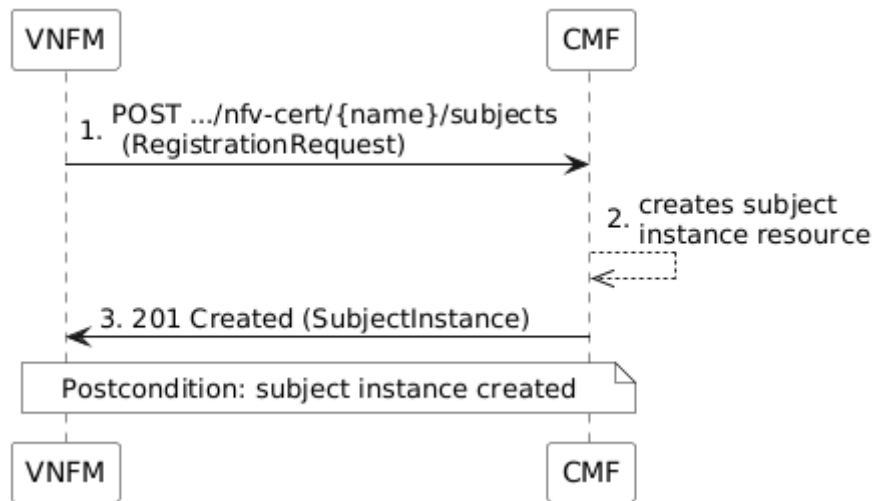 VNFM CMF
1. POST .../nfv-cert/{name}/subjects
(RegistrationRequest)
2. creates subject
instance resource
3. 201 Created (SubjectInstance)
Postcondition: subject instance created
VNFM CMF